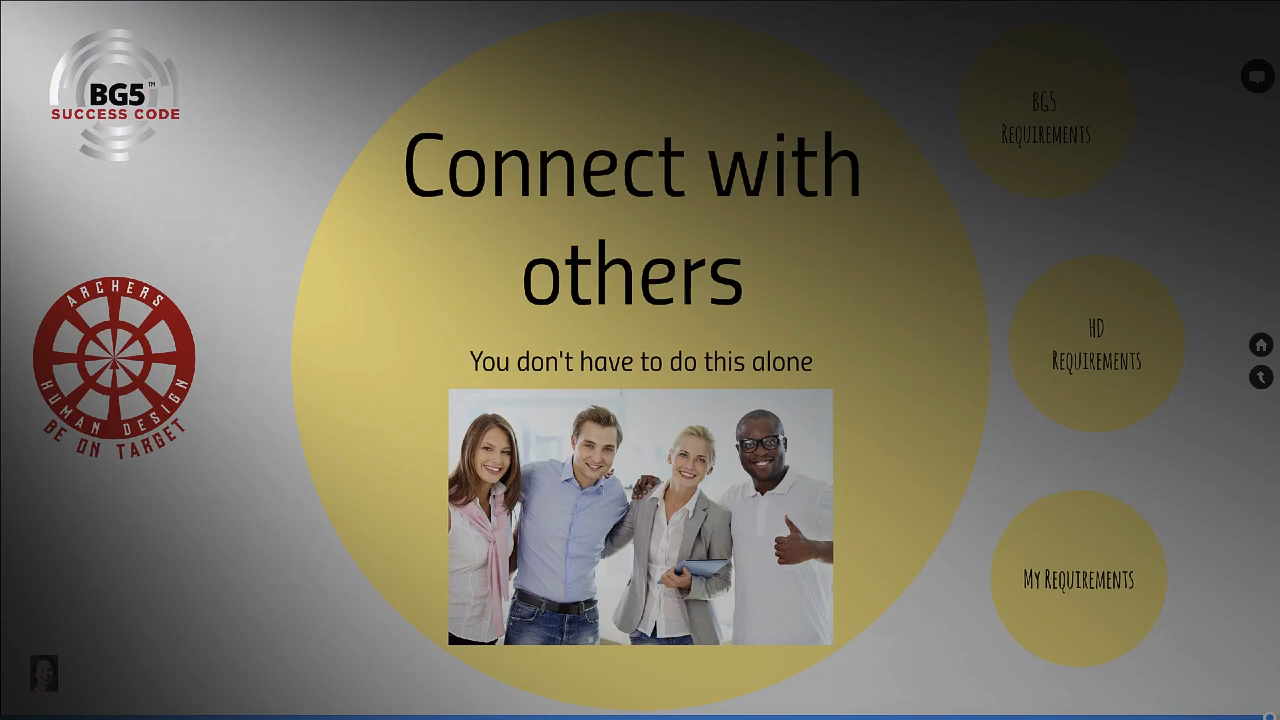 BG5™
SUCCESS CODE
ARCHERS
HUMAN DESIGN
BE ON TARGET
Connect with
others
You don't have to do this alone
BG5
Requirements
HD
Requirements
My Requirements